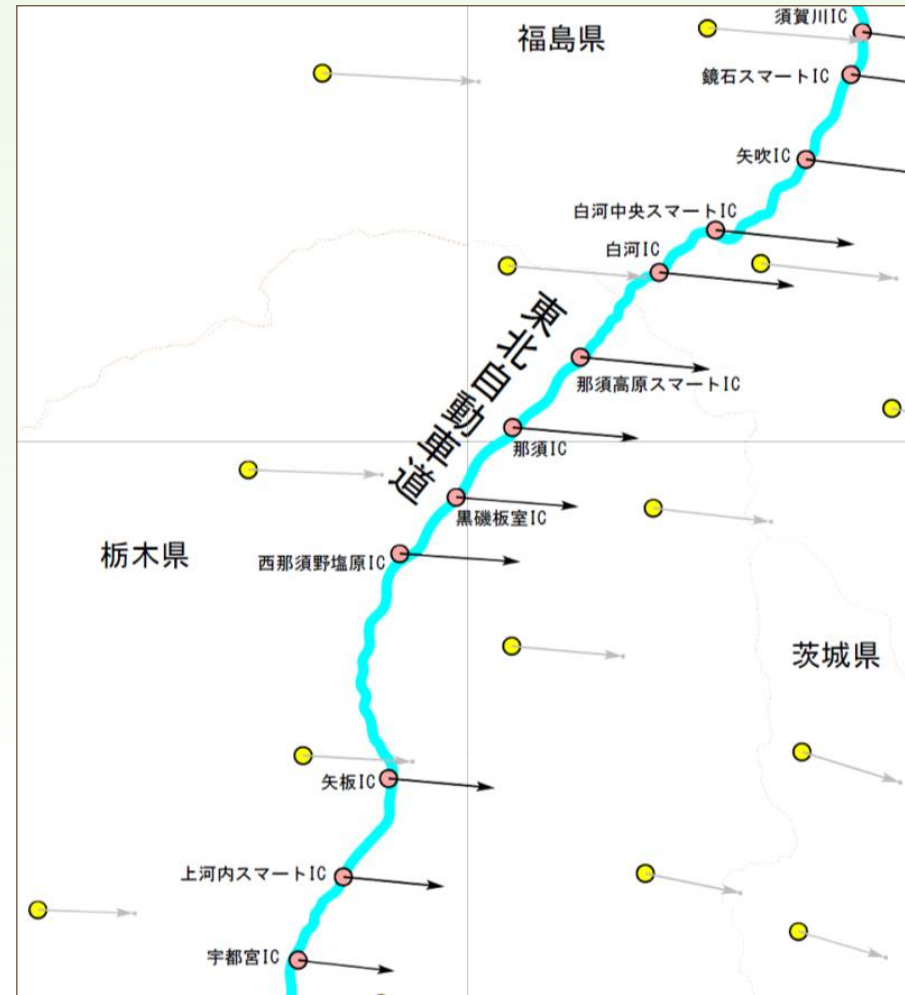 須賀川IC
福島県
鏡石スマートIC
矢吹IC
白河中央スマートIC
白河IC
東北自動車道
那須高原スマートIC
那須IC
黒磯板室IC
栃木県
西那須野塩原IC
茨城県
矢板IC
上河内スマートIC
宇都宮IC